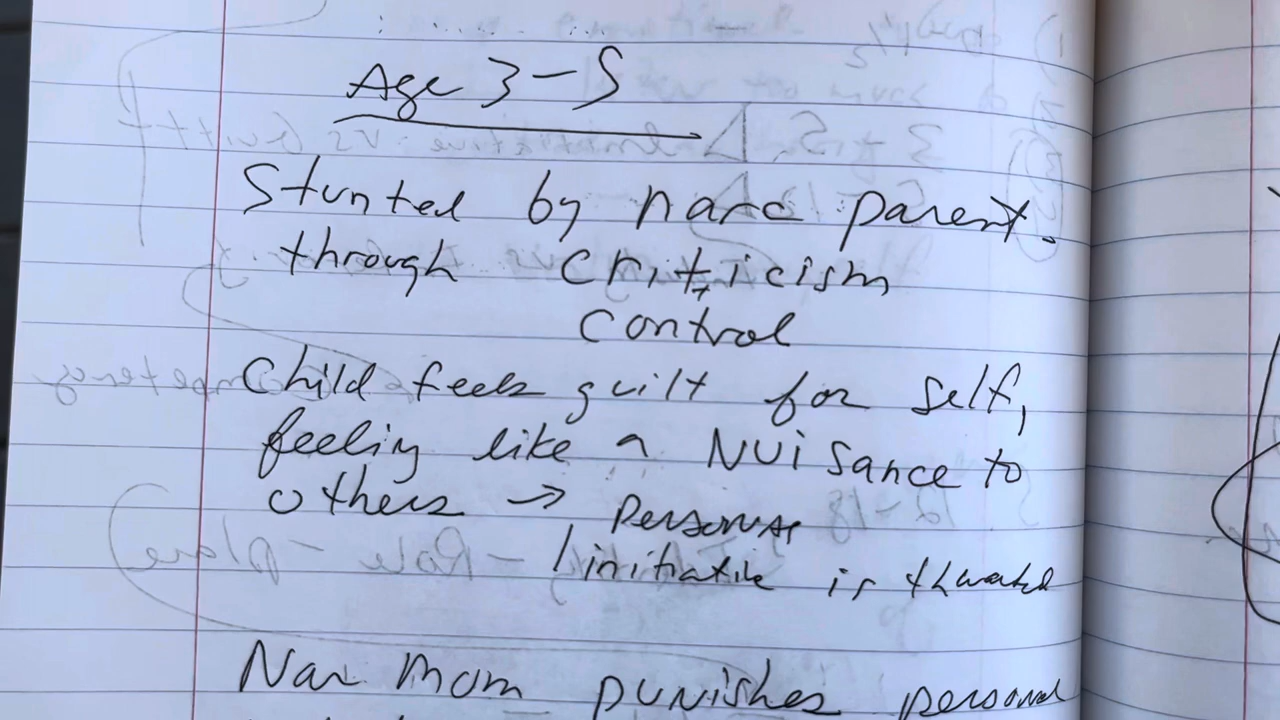 Age 3-5
Stunted by narc parent.
through criticism,
control
Child feels guilt for self,
feeling like a NUisance to
others → personal
initiative is thwarted
Nar mom punishes personal